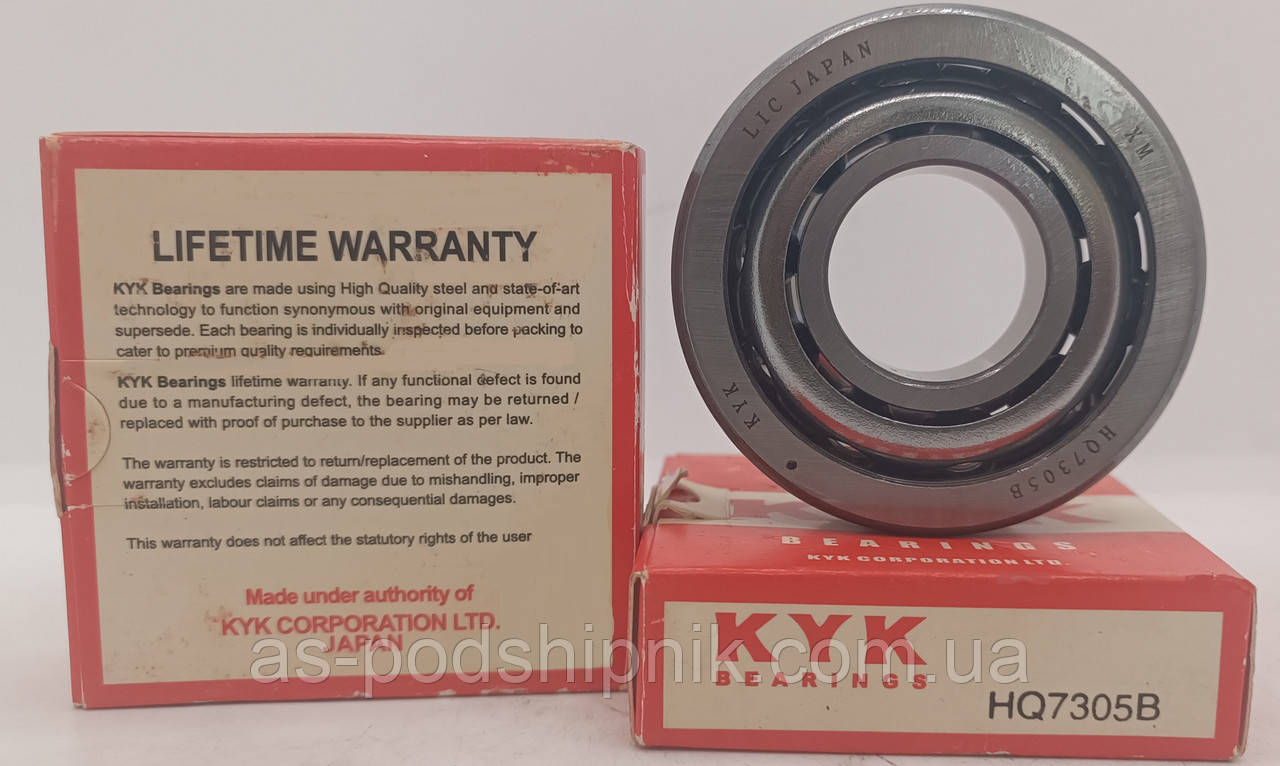 LIFETIME WARRANTY
KYK Bearings are made using High Quality steel and state-of-art
technology to function synonymous with original equipment and
supersede. Each bearing is individually inspected before packing to
cater to premium quality requirements.
KYK Bearings lifetime warranty. If any functional defect is found
due to a manufacturing defect, the bearing may be returned /
replaced with proof of purchase to the supplier as per law.
The warranty is restricted to return/replacement of the product. The
warranty excludes claims of damage due to mishandling, improper
installation, labour claims or any consequential damages.
This warranty does not affect the statutory rights of the user
Made under authority of
KYK CORPORATION LTD.
JAPAN
LIC JAPAN
XM
KYK
HQ7305B
BEARINGS
KYK CORPORATION LTD.
KYK
BEARINGS
HQ7305B
as-podshipnik.com.ua